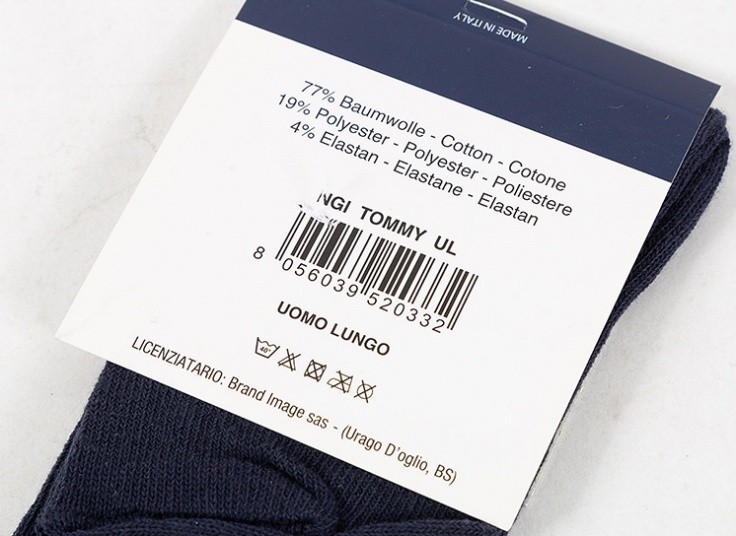 MADE IN ITALY
77% Baumwolle - Cotton - Cotone
19% Polyester - Polyester - Poliestere
4% Elastan - Elastane - Elastan
TOMMY UL
8 056039 520332
UOMO LUNGO
40°
LICENZIATARIO: Brand Image sas - (Urago D'oglio, BS)